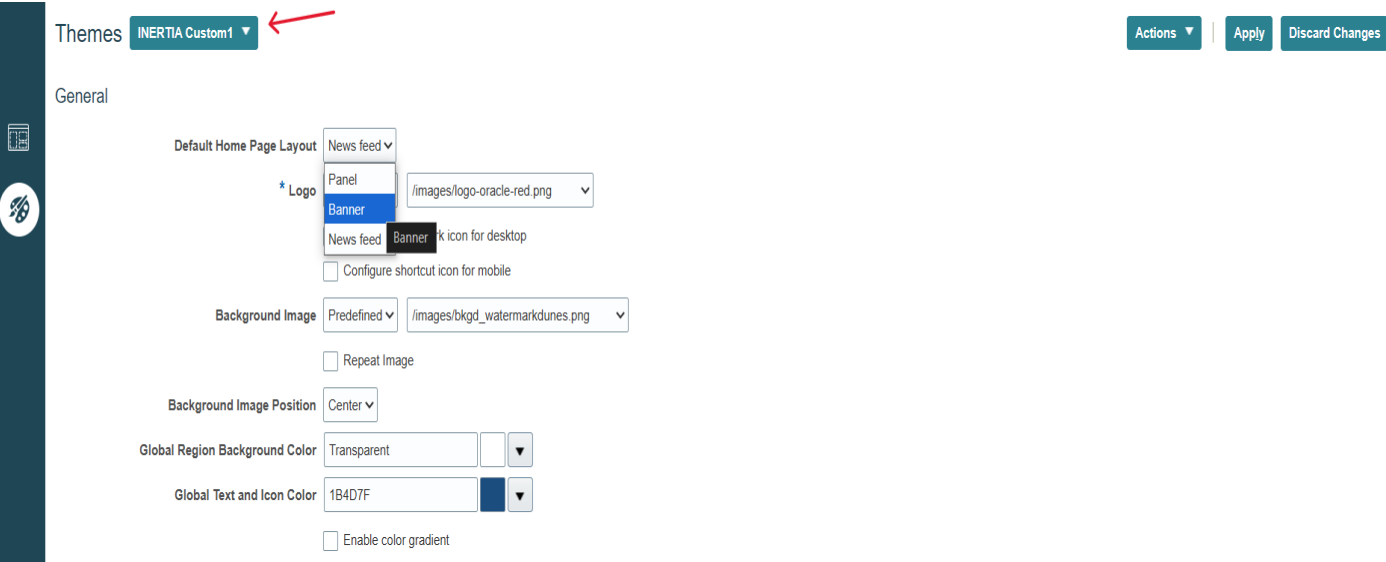 Themes INERTIA Custom1 Actions Apply Discard Changes
General
Default Home Page Layout News feed
Panel
* Logo /images/logo-oracle-red.png
Banner
News feed Banner icon for desktop
Configure shortcut icon for mobile
Background Image Predefined /images/bkgd_watermarkdunes.png
Repeat Image
Background Image Position Center
Global Region Background Color Transparent
Global Text and Icon Color 1B4D7F
Enable color gradient